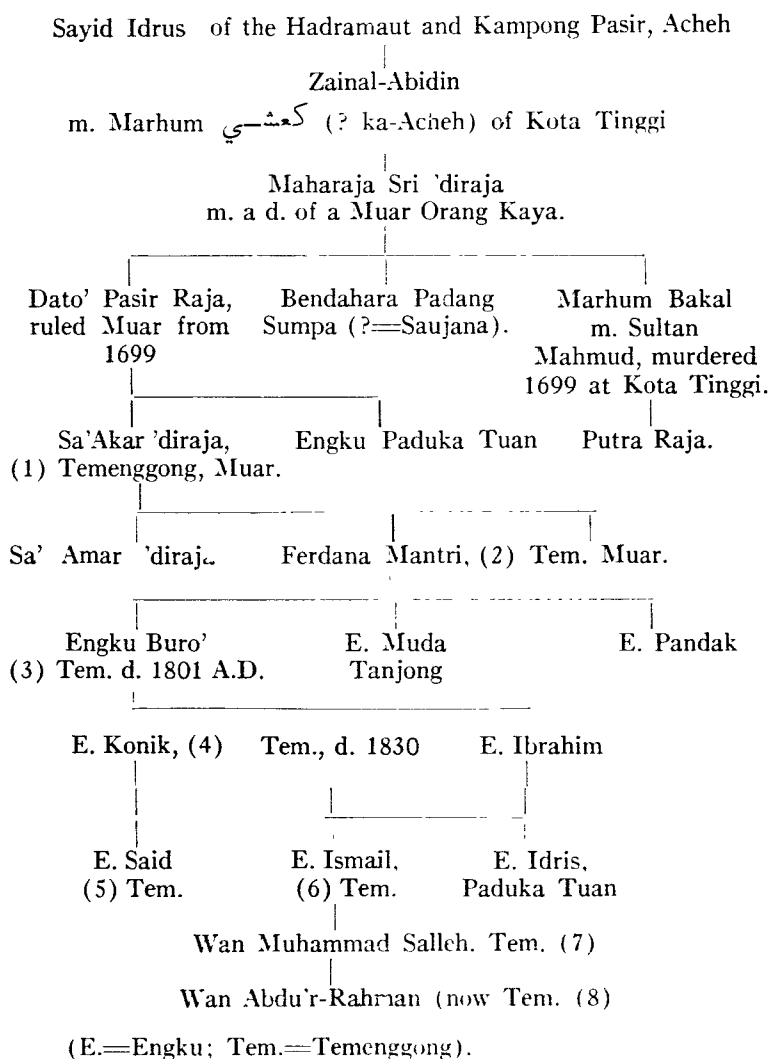 Sayid Idrus of the Hadramaut and Kampong Pasir, Acheh
Zainal-Abidin
m. Marhum كعشي (? ka-Acheh) of Kota Tinggi
Maharaja Sri 'diraja
m. a d. of a Muar Orang Kaya.
Dato' Pasir Raja, Bendahara Padang Marhum Bakal
ruled Muar from Sumpa (?==Saujana). m. Sultan
1699 Mahmud, murdered
1699 at Kota Tinggi.
Sa'Akar 'diraja, Engku Paduka Tuan Putra Raja.
(1) Temenggong, Muar.
Sa' Amar 'diraja Ferdana Mantri, (2) Tem. Muar.
Engku Buro' E. Muda E. Pandak
(3) Tem. d. 1801 A.D. Tanjong
E. Konik, (4) Tem., d. 1830 E. Ibrahim
E. Said E. Ismail, E. Idris,
(5) Tem. (6) Tem. Paduka Tuan
Wan Muhammad Salleh. Tem. (7)
Wan Abdu'r-Rahman (now Tem. (8)
(E.==Engku; Tem.==Temenggong).